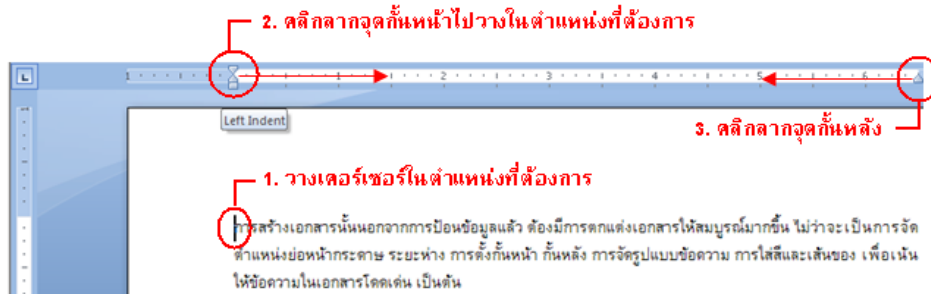 2. คลิกลากจุดกั้นหน้าไปวางในตำแหน่งที่ต้องการ
L 1 1 2 3 4 5 6
Left Indent
3. คลิกลากจุดกั้นหลัง
1. วางเคอร์เซอร์ในตำแหน่งที่ต้องการ
การสร้างเอกสารนั้นนอกจากการป้อนข้อมูลแล้ว ต้องมีการตกแต่งเอกสารให้สมบูรณ์มากขึ้น ไม่ว่าจะเป็นการจัด
ตำแหน่งย่อหน้ากระดาษ ระยะห่าง การตั้งกั้นหน้า กั้นหลัง การจัดรูปแบบข้อความ การใส่สีและเส้นของ เพื่อเน้น
ให้ข้อความในเอกสารโดดเด่น เป็นต้น